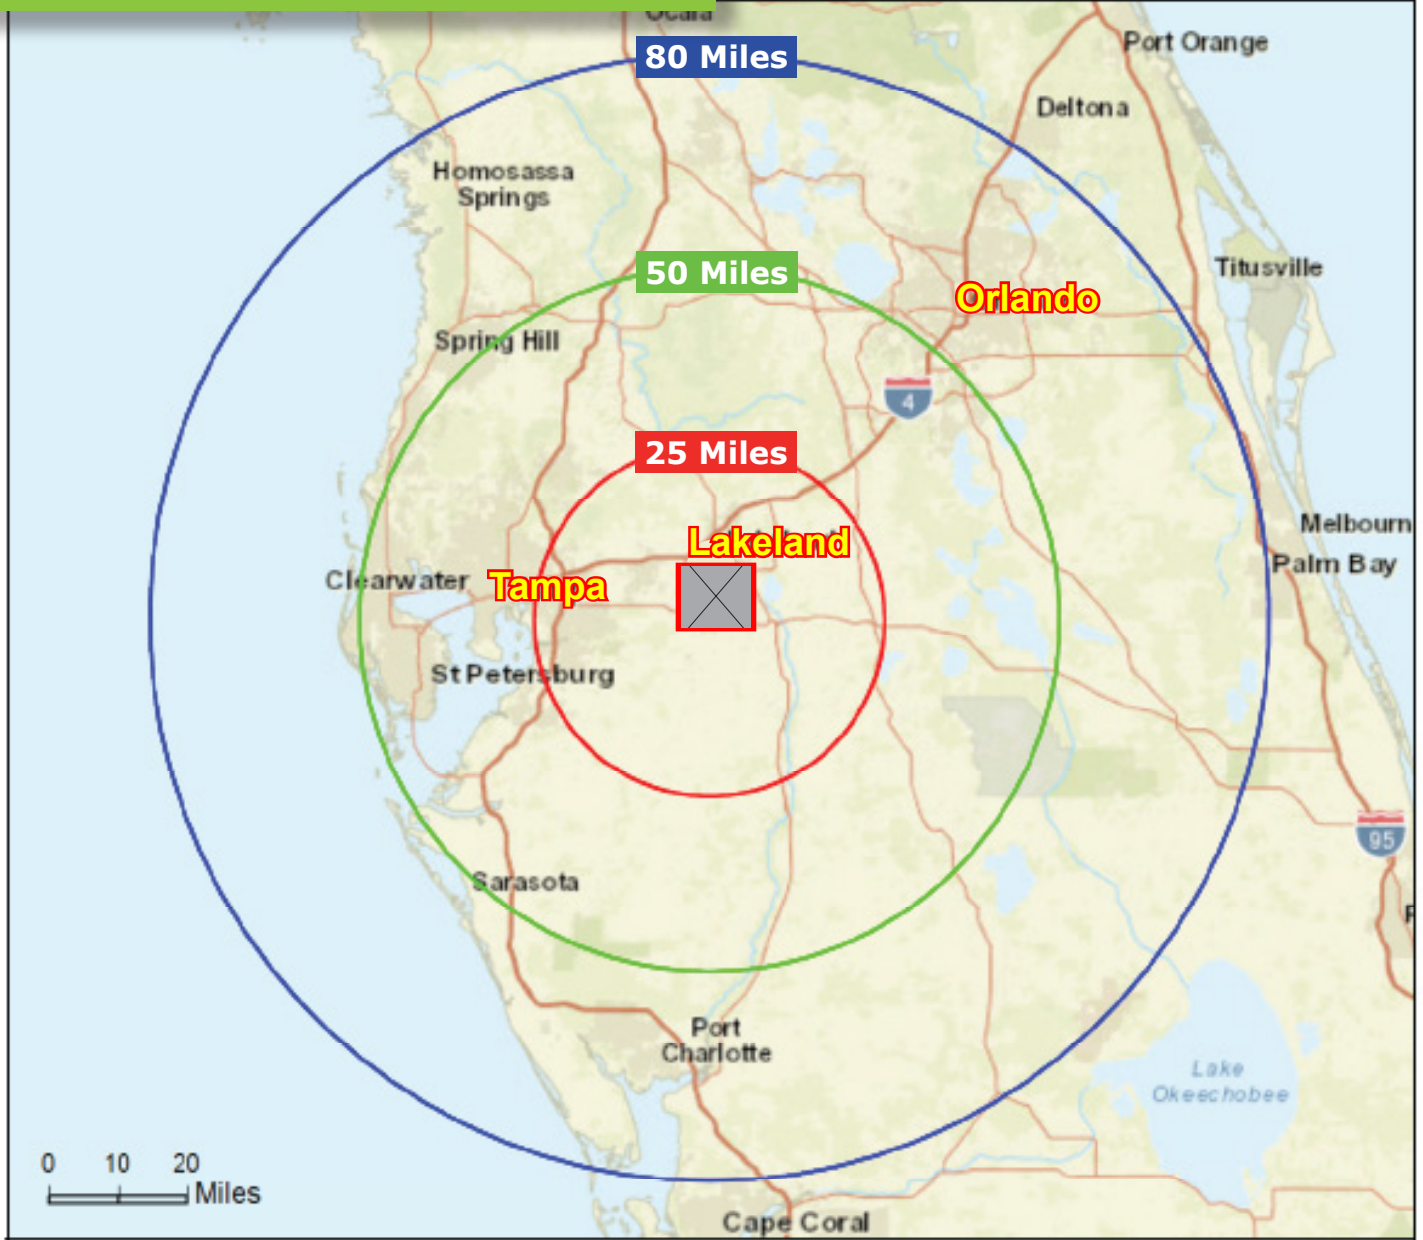 Ocala
80 Miles
Port Orange
Deltona
Homosassa
Springs
50 Miles
Titusville
Orlando
Spring Hill
4
25 Miles
Melbourn
Lakeland
Palm Bay
Clearwater
Tampa
St Petersburg
95
Sarasota
Port
Charlotte
Lake
Okeechobee
0 10 20
Miles
Cape Coral